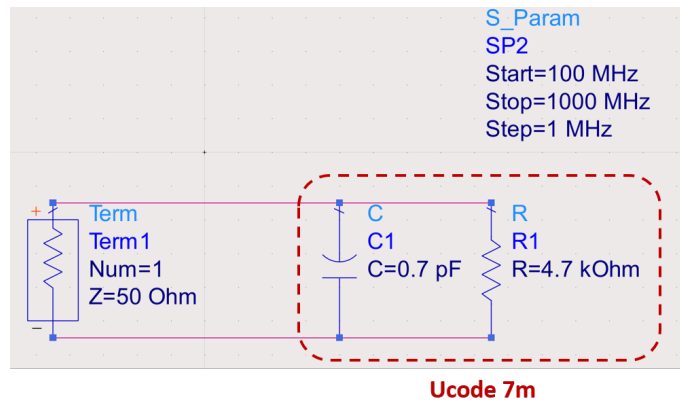 S_Param
SP2
Start=100 MHz
Stop=1000 MHz
Step=1 MHz
+
Term
Term1
Num=1
Z=50 Ohm
−
C
C1
C=0.7 pF
R
R1
R=4.7 kOhm
Ucode 7m